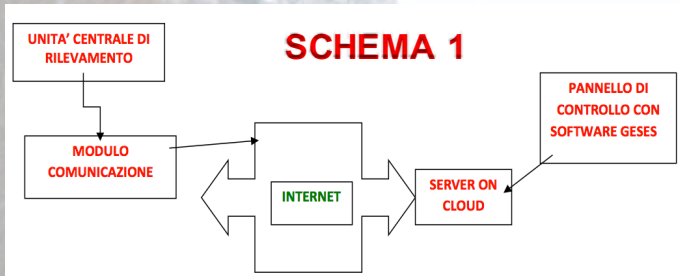 SCHEMA 1
UNITA' CENTRALE DI
RILEVAMENTO
PANNELLO DI
CONTROLLO CON
SOFTWARE GESES
MODULO
COMUNICAZIONE
INTERNET
SERVER ON
CLOUD